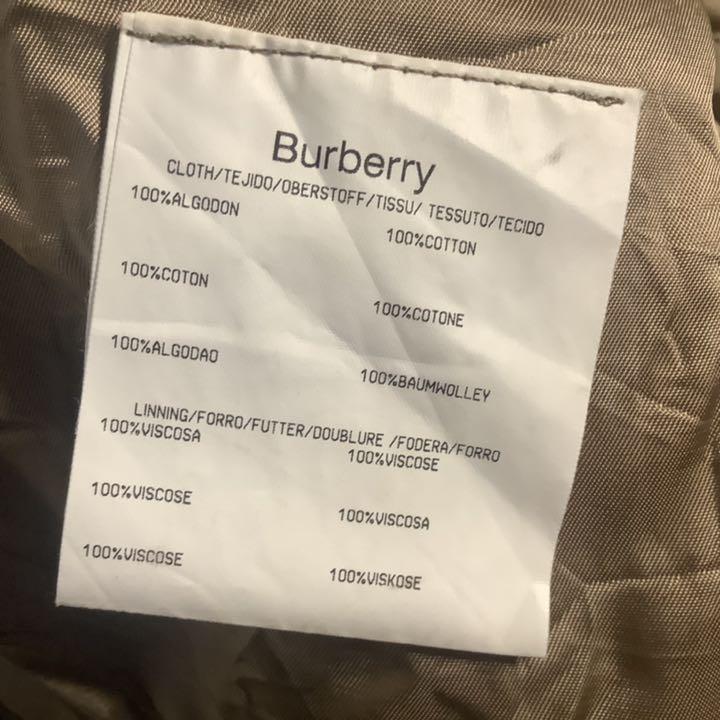 Burberry
CLOTH/TEJIDO/OBERSTOFF/TISSU/ TESSUTO/TECIDO
100%ALGODON
100%COTTON
100%COTON
100%COTONE
100%ALGODAO
100%BAUMWOLLEY
LINNING/FORRO/FUTTER/DOUBLURE /FODERA/FORRO
100%VISCOSA
100%VISCOSE
100%VISCOSE
100%VISCOSA
100%VISCOSE
100%VISKOSE